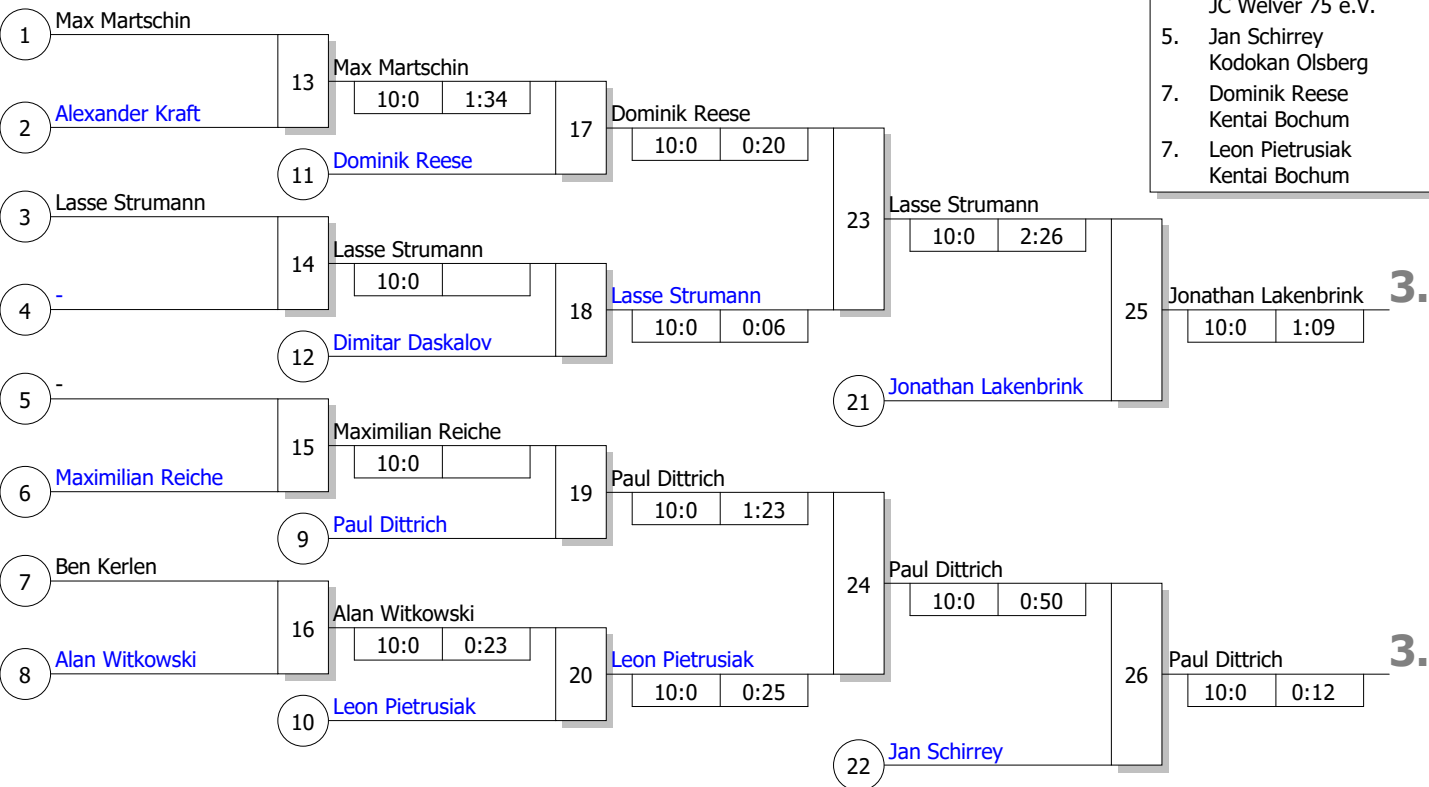 JC Welver 75 e.V.
5. Jan Schirrey
Kodokan Olsberg
7. Dominik Reese
Kentai Bochum
7. Leon Pietrusiak
Kentai Bochum
1 Max Martschin
2 Alexander Kraft
13 Max Martschin
10:0 1:34
11 Dominik Reese
17 Dominik Reese
10:0 0:20
3 Lasse Strumann
4 -
14 Lasse Strumann
10:0
12 Dimitar Daskalov
18 Lasse Strumann
10:0 0:06
23 Lasse Strumann
10:0 2:26
21 Jonathan Lakenbrink
25 Jonathan Lakenbrink 3.
10:0 1:09
5 -
6 Maximilian Reiche
15 Maximilian Reiche
10:0
9 Paul Dittrich
19 Paul Dittrich
10:0 1:23
7 Ben Kerlen
8 Alan Witkowski
16 Alan Witkowski
10:0 0:23
10 Leon Pietrusiak
20 Leon Pietrusiak
10:0 0:25
24 Paul Dittrich
10:0 0:50
22 Jan Schirrey
26 Paul Dittrich 3.
10:0 0:12